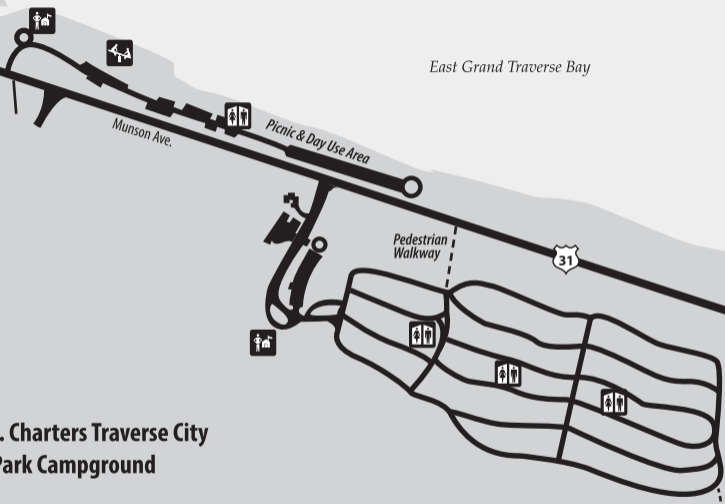 East Grand Traverse Bay
Munson Ave.
Picnic & Day Use Area
Pedestrian
Walkway
31
. Charters Traverse City
Park Campground